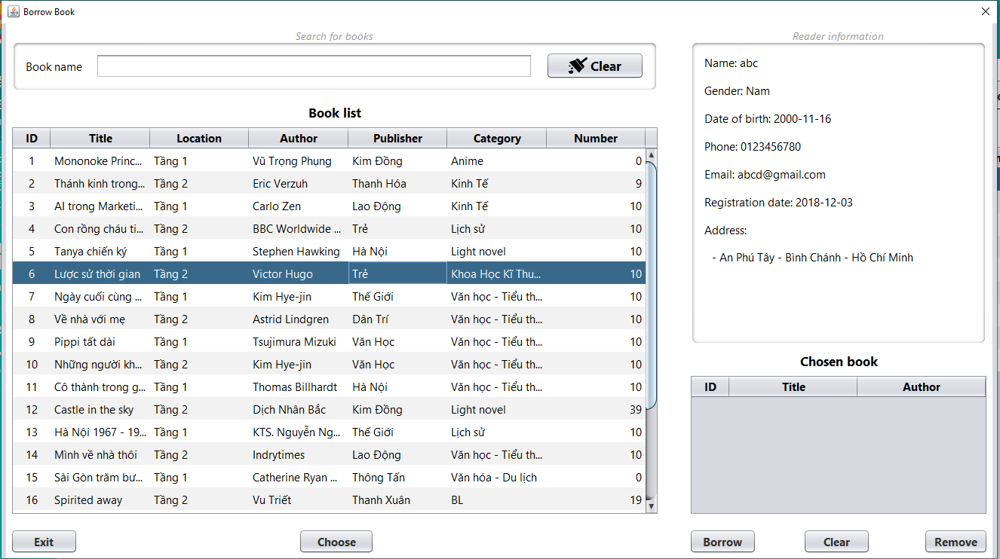 Borrow Book
Search for books
Book name
Clear
Book list
ID Title Location Author Publisher Category Number
1 Mononoke Princ... Tầng 1 Vũ Trọng Phụng Kim Đồng Anime 0
2 Thánh kinh trong... Tầng 2 Eric Verzuh Thanh Hóa Kinh Tế 9
3 AI trong Marketi... Tầng 1 Carlo Zen Lao Động Kinh Tế 10
4 Con rồng cháu ti... Tầng 2 BBC Worldwide ... Trẻ Lịch sử 10
5 Tanya chiến ký Tầng 1 Stephen Hawking Hà Nội Light novel 10
6 Lược sử thời gian Tầng 2 Victor Hugo Trẻ Khoa Học Kĩ Thu... 10
7 Ngày cuối cùng ... Tầng 1 Kim Hye-jin Thế Giới Văn học - Tiểu th... 10
8 Về nhà với mẹ Tầng 2 Astrid Lindgren Dân Trí Văn học - Tiểu th... 10
9 Pippi tất dài Tầng 1 Tsujimura Mizuki Văn Học Văn học - Tiểu th... 10
10 Những người kh... Tầng 2 Kim Hye-jin Văn Học Văn học - Tiểu th... 10
11 Cô thành trong g... Tầng 1 Thomas Billhardt Hà Nội Văn học - Tiểu th... 10
12 Castle in the sky Tầng 2 Dịch Nhân Bắc Kim Đồng Light novel 39
13 Hà Nội 1967 - 19... Tầng 1 KTS. Nguyễn Ng... Thế Giới Lịch sử 10
14 Mình về nhà thôi Tầng 2 Indrytimes Lao Động Văn học - Tiểu th... 10
15 Sài Gòn trăm bư... Tầng 1 Catherine Ryan ... Thông Tấn Văn hóa - Du lịch 0
16 Spirited away Tầng 2 Vu Triết Thanh Xuân BL 19
Exit
Choose
Reader information
Name: abc
Gender: Nam
Date of birth: 2000-11-16
Phone: 0123456780
Email: abcd@gmail.com
Registration date: 2018-12-03
Address:
- An Phú Tây - Bình Chánh - Hồ Chí Minh
Chosen book
ID Title Author
Borrow
Clear
Remove